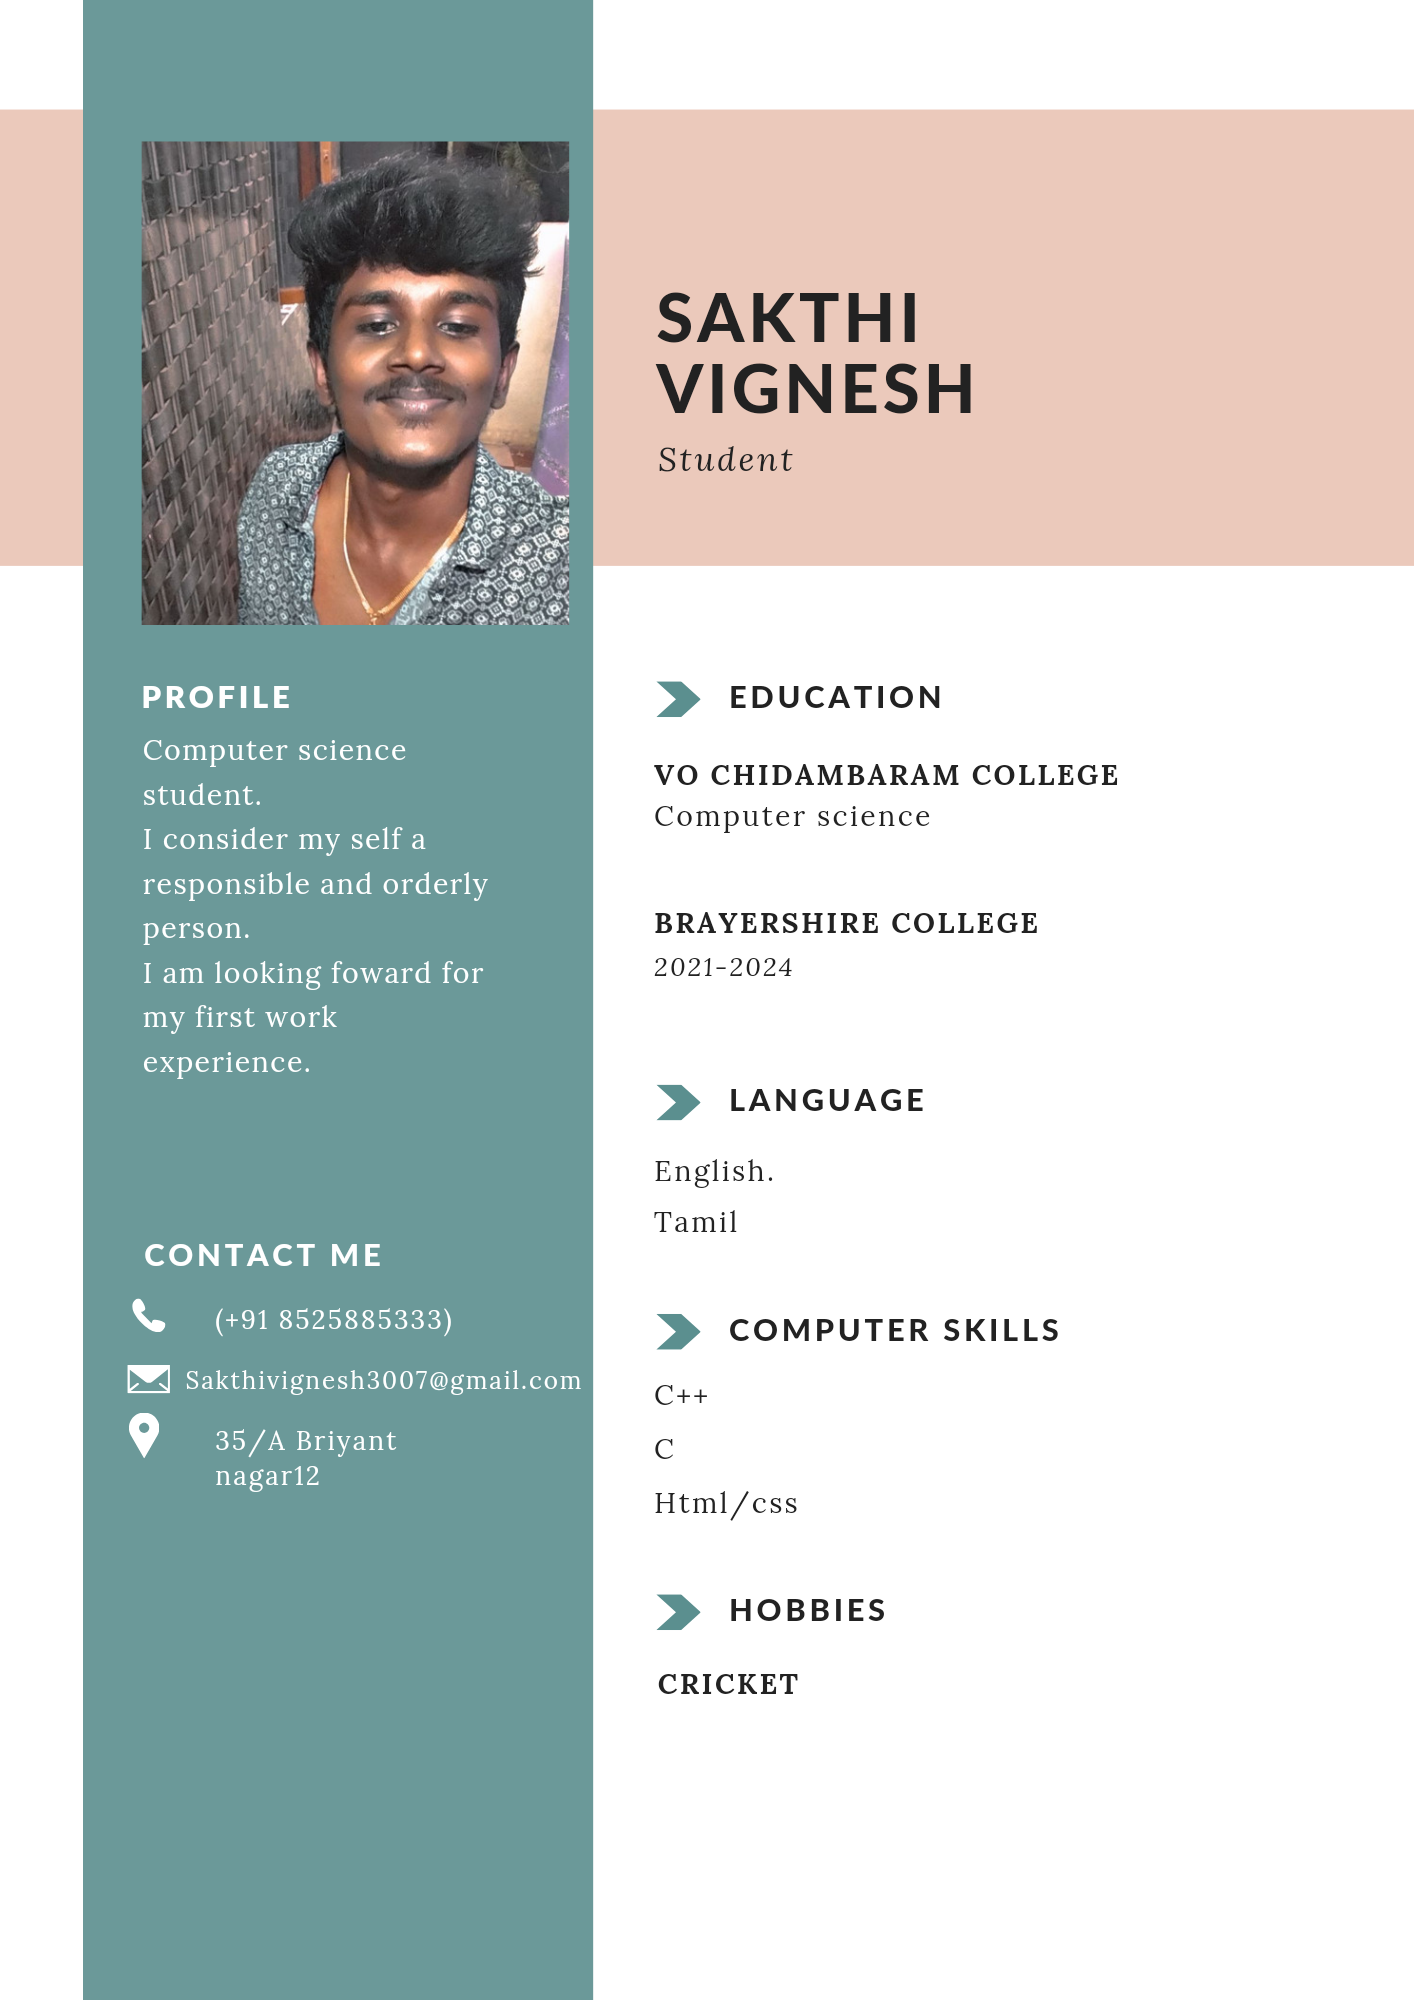 SAKTHI
VIGNESH
Student
PROFILE
Computer science
student.
I consider my self a
responsible and orderly
person.
I am looking foward for
my first work
experience.
CONTACT ME
(+91 8525885333)
Sakthivignesh3007@gmail.com
35/A Briyant
nagar12
EDUCATION
VO CHIDAMBARAM COLLEGE
Computer science
BRAYERSHIRE COLLEGE
2021-2024
LANGUAGE
English.
Tamil
COMPUTER SKILLS
C++
C
Html/css
HOBBIES
CRICKET